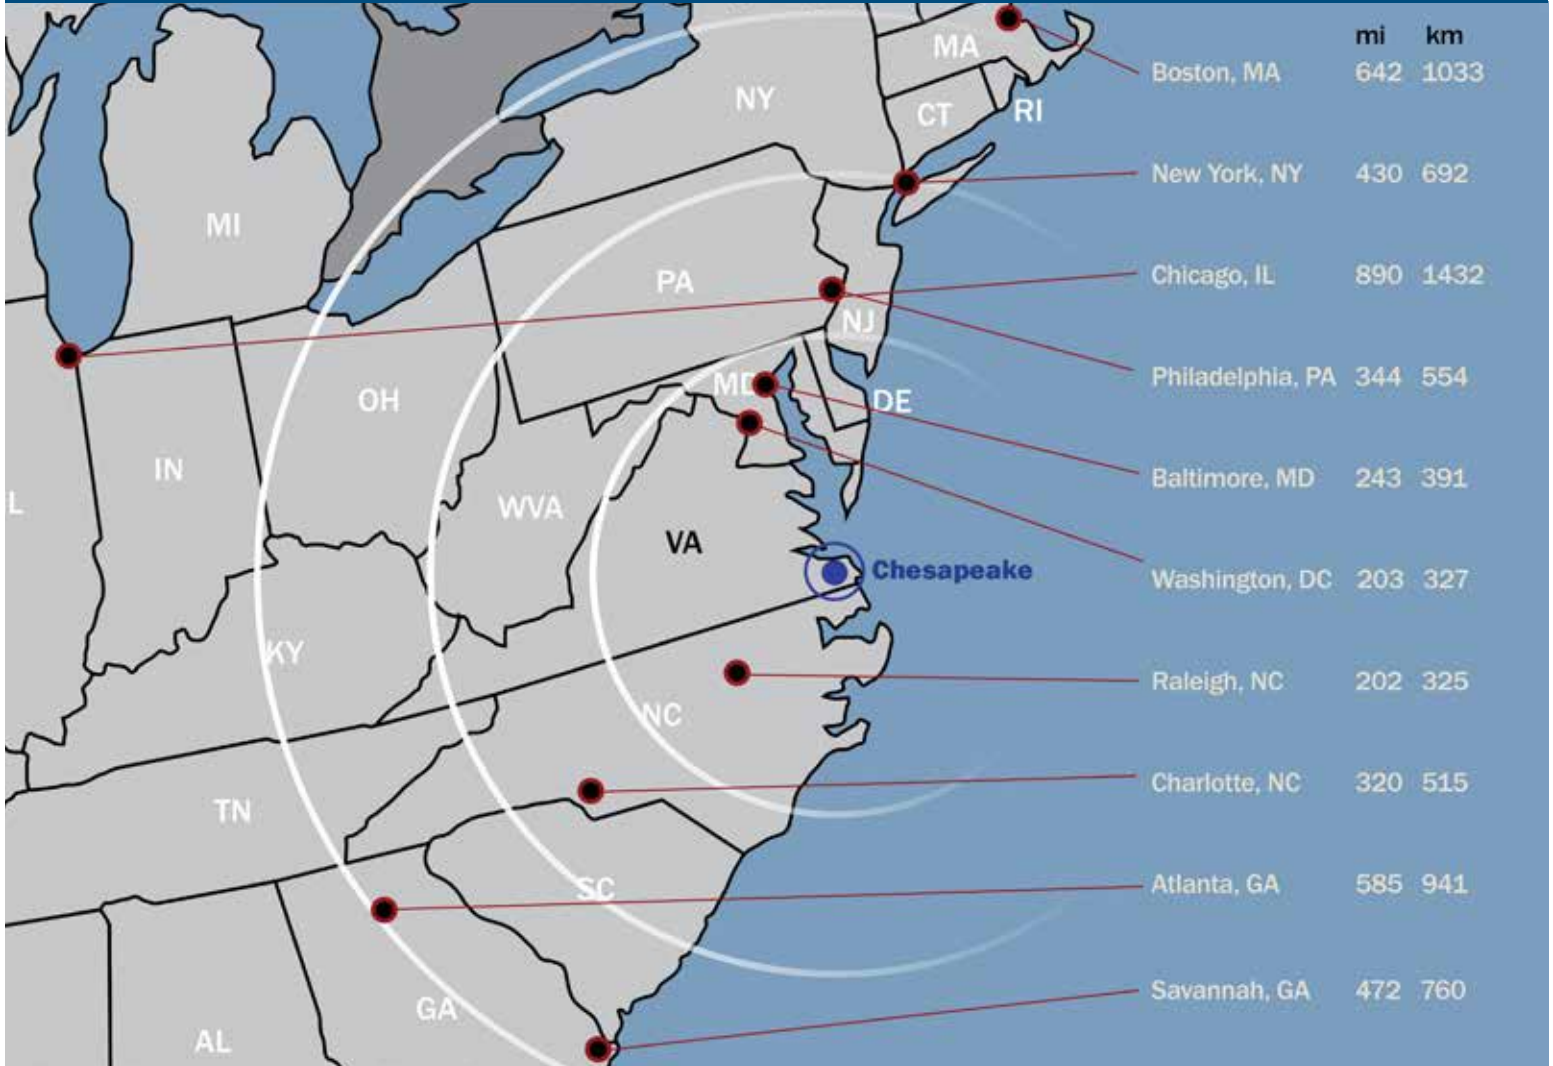 mi km
Boston, MA 642 1033
New York, NY 430 692
Chicago, IL 890 1432
Philadelphia, PA 344 554
Baltimore, MD 243 391
Washington, DC 203 327
Raleigh, NC 202 325
Charlotte, NC 320 515
Atlanta, GA 585 941
Savannah, GA 472 760
MA
NY
CT
RI
MI
PA
NJ
MD
DE
OH
IN
L
WVA
VA
Chesapeake
KY
NC
TN
SC
GA
AL